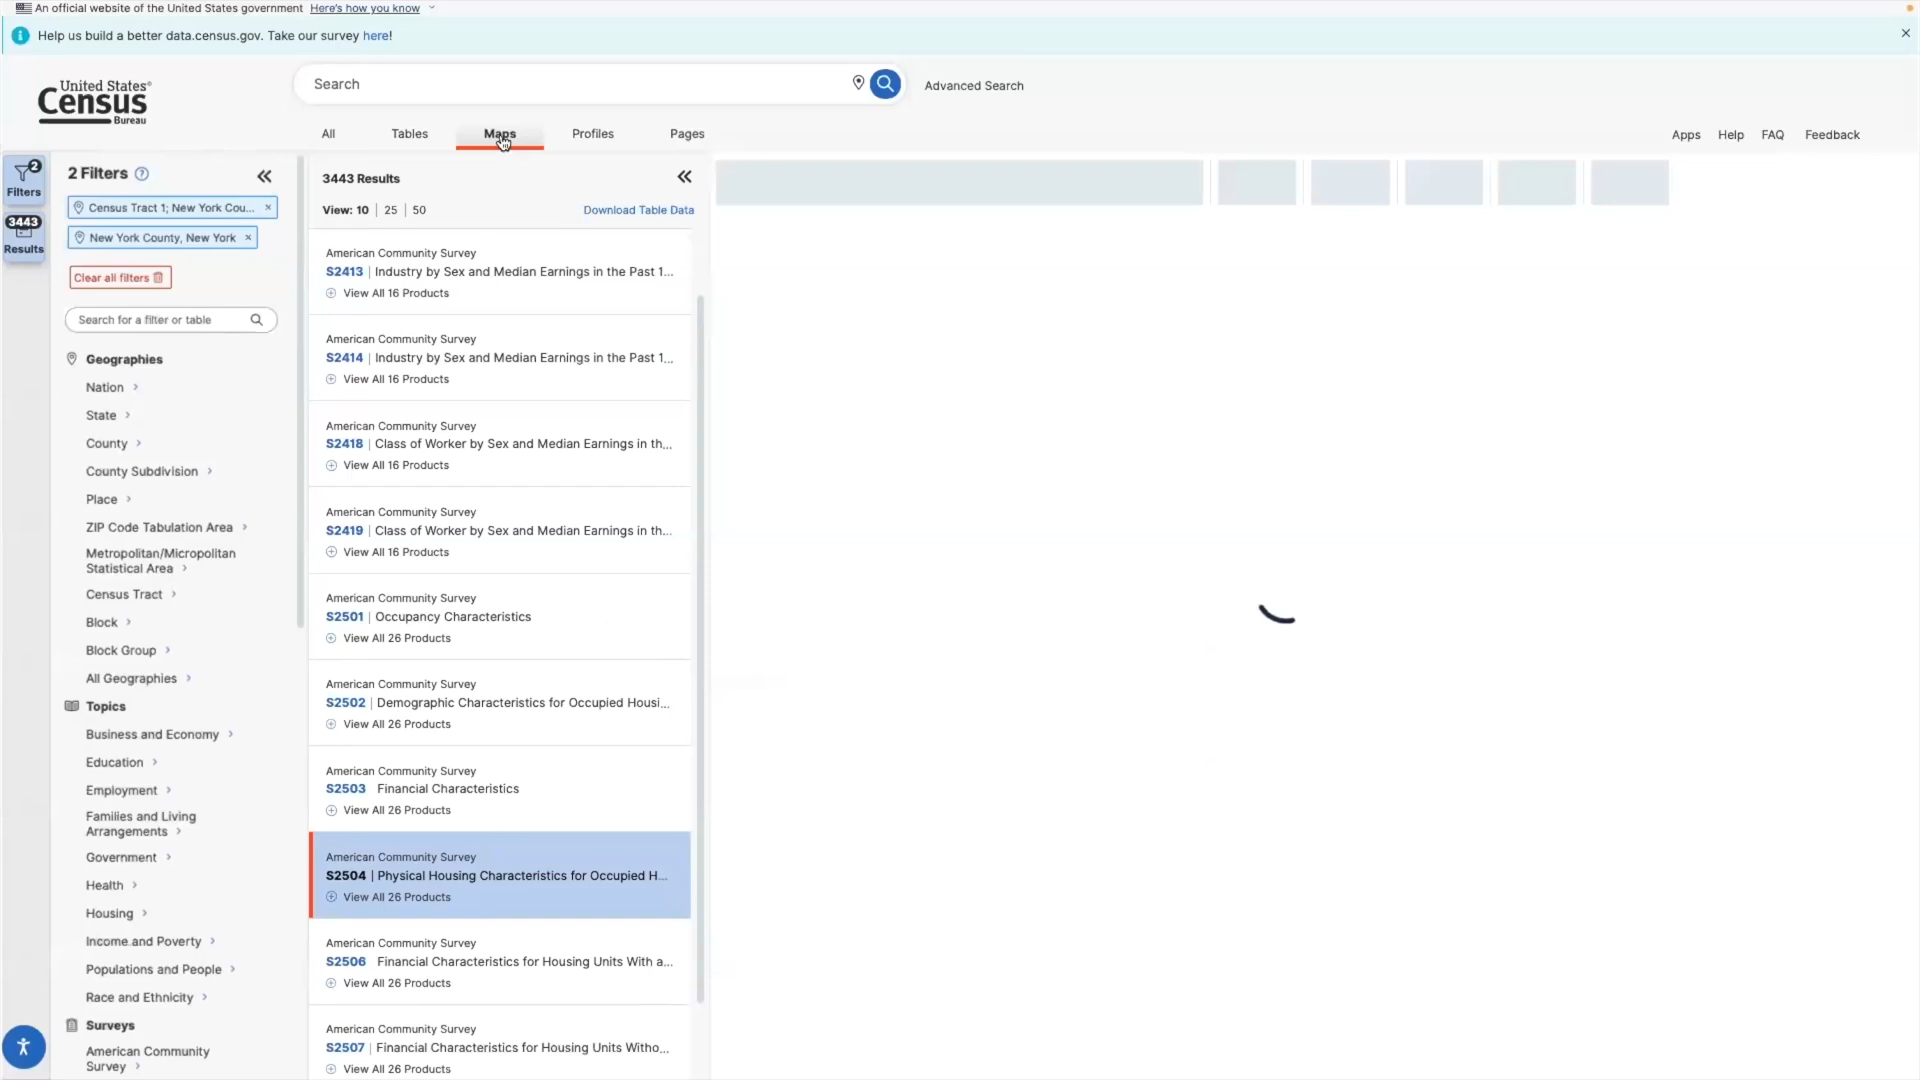 An official website of the United States government Here's how you know
Help us build a better data.census.gov. Take our survey here!
United States®
Census
Bureau
Search
Advanced Search
All
Tables
Maps
Profiles
Pages
Apps
Help
FAQ
Feedback
2
Filters
3443
Results
2 Filters
Census Tract 1; New York Cou...
New York County, New York
Clear all filters
Search for a filter or table
Geographies
Nation
State
County
County Subdivision
Place
ZIP Code Tabulation Area
Metropolitan/Micropolitan
Statistical Area
Census Tract
Block
Block Group
All Geographies
Topics
Business and Economy
Education
Employment
Families and Living
Arrangements
Government
Health
Housing
Income and Poverty
Populations and People
Race and Ethnicity
Surveys
American Community
Survey
3443 Results
View: 10 | 25 | 50
Download Table Data
American Community Survey
S2413 | Industry by Sex and Median Earnings in the Past 1...
View All 16 Products
American Community Survey
S2414 | Industry by Sex and Median Earnings in the Past 1...
View All 16 Products
American Community Survey
S2418 | Class of Worker by Sex and Median Earnings in th...
View All 16 Products
American Community Survey
S2419 | Class of Worker by Sex and Median Earnings in th...
View All 16 Products
American Community Survey
S2501 | Occupancy Characteristics
View All 26 Products
American Community Survey
S2502 | Demographic Characteristics for Occupied Housi...
View All 26 Products
American Community Survey
S2503 Financial Characteristics
View All 26 Products
American Community Survey
S2504 | Physical Housing Characteristics for Occupied H...
View All 26 Products
American Community Survey
S2506 Financial Characteristics for Housing Units With a...
View All 26 Products
American Community Survey
S2507 | Financial Characteristics for Housing Units Witho...
View All 26 Products